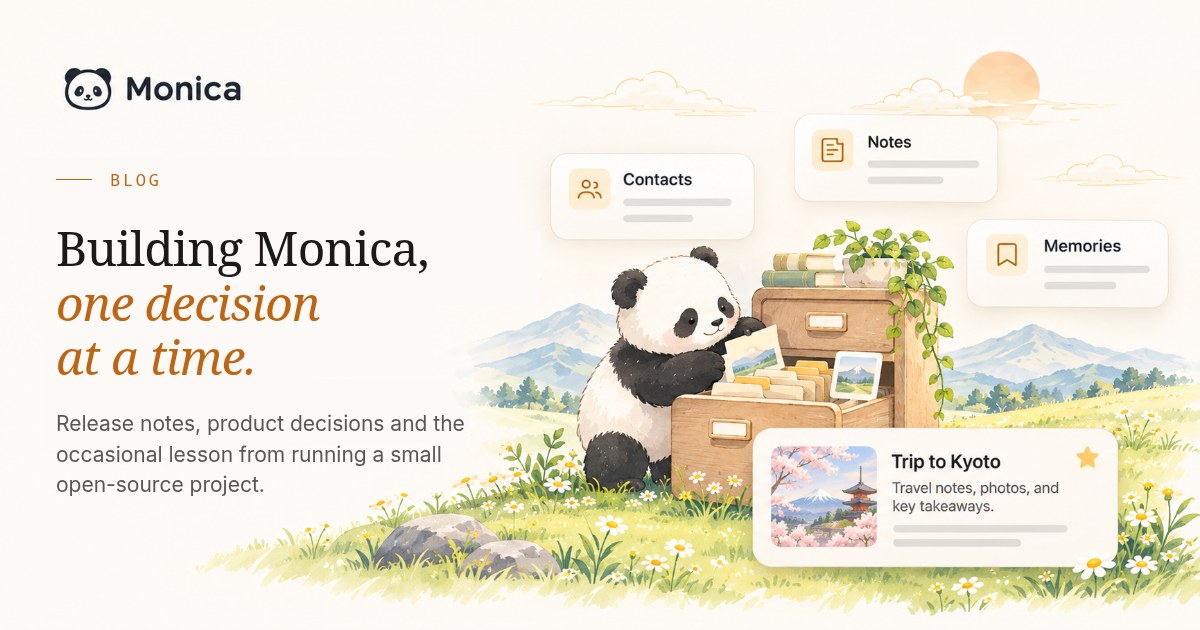 Monica
BLOG
Building Monica,
one decision
at a time.
Release notes, product decisions and the
occasional lesson from running a small
open-source project.
Contacts
Notes
Memories
Trip to Kyoto
Travel notes, photos, and
key takeaways.